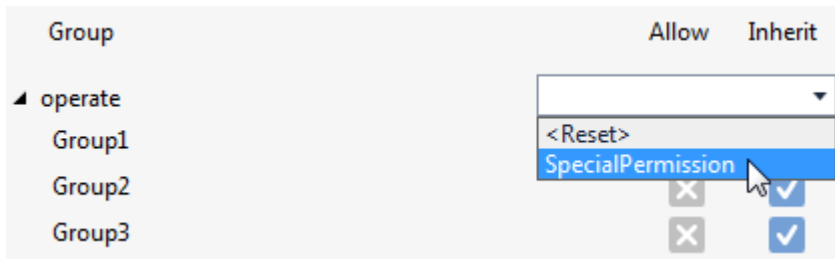 Group Allow Inherit
operate
Group1 <Reset>
SpecialPermission
Group2
Group3